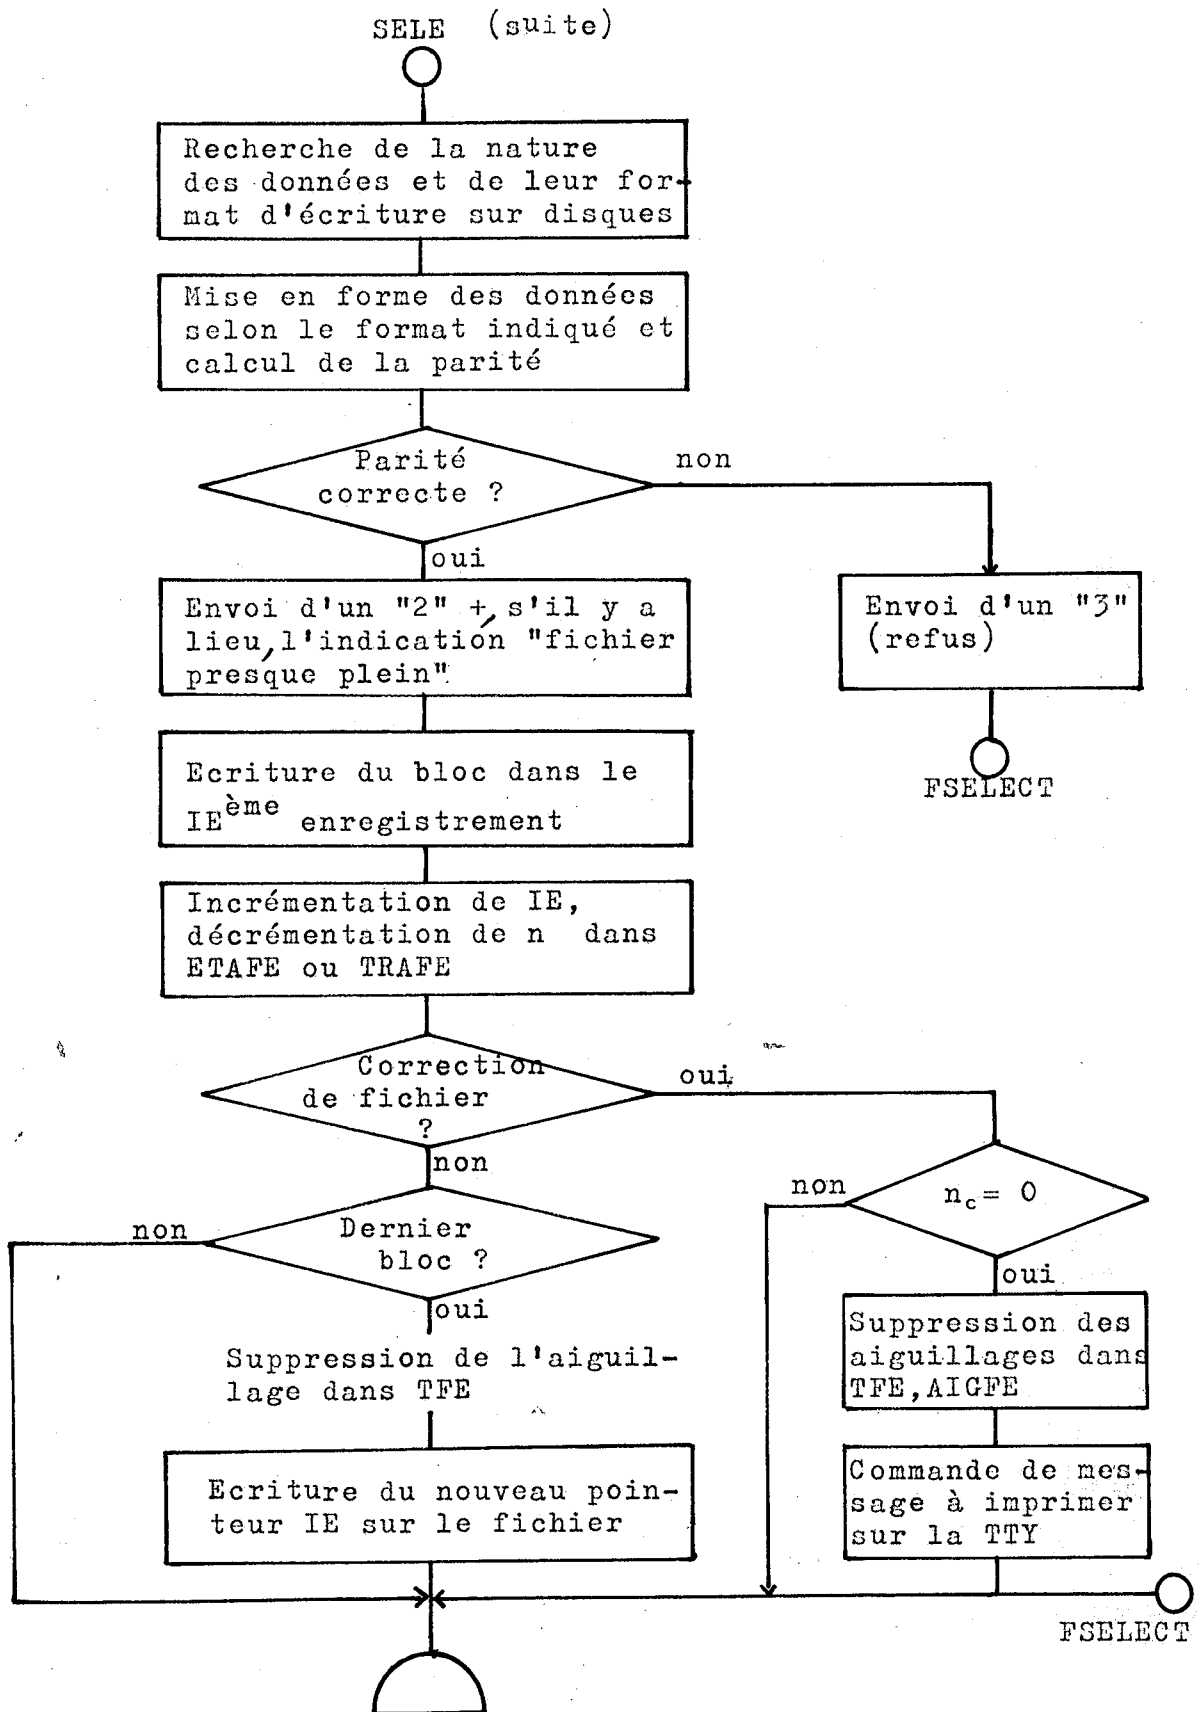 SELE (suite)
Recherche de la nature
des données et de leur for-
mat d'écriture sur disques
Mise en forme des données
selon le format indiqué et
calcul de la parité
Parité
correcte ?
non
oui
Envoi d'un "2" +, s'il y a
lieu, l'indication "fichier
presque plein"
Envoi d'un "3"
(refus)
FSELECT
Ecriture du bloc dans le
IEème enregistrement
Incrémentation de IE,
décrémentation de n dans
ETAFE ou TRAFE
Correction
de fichier
?
oui
non
non
nc= 0
oui
Dernier
bloc ?
non
oui
Suppression de l'aiguil-
lage dans TFE
Ecriture du nouveau poin-
teur IE sur le fichier
Suppression des
aiguillages dans
TFE,AIGFE
Commande de mes-
sage à imprimer
sur la TTY
FSELECT